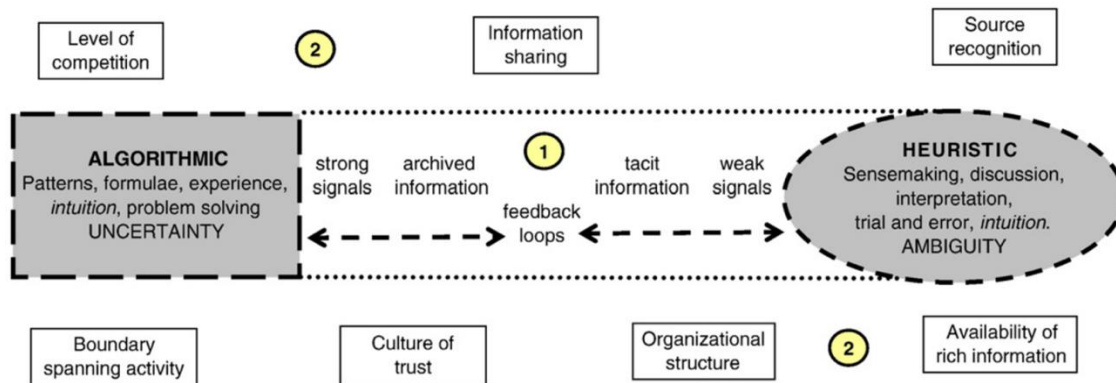 Level of
competition
2
Information
sharing
Source
recognition
ALGORITHMIC
Patterns, formulae, experience,
intuition, problem solving
UNCERTAINTY
strong
signals
archived
information
1
feedback
loops
tacit
information
weak
signals
HEURISTIC
Sensemaking, discussion,
interpretation,
trial and error, intuition.
AMBIGUITY
Boundary
spanning activity
Culture of
trust
Organizational
structure
2
Availability of
rich information